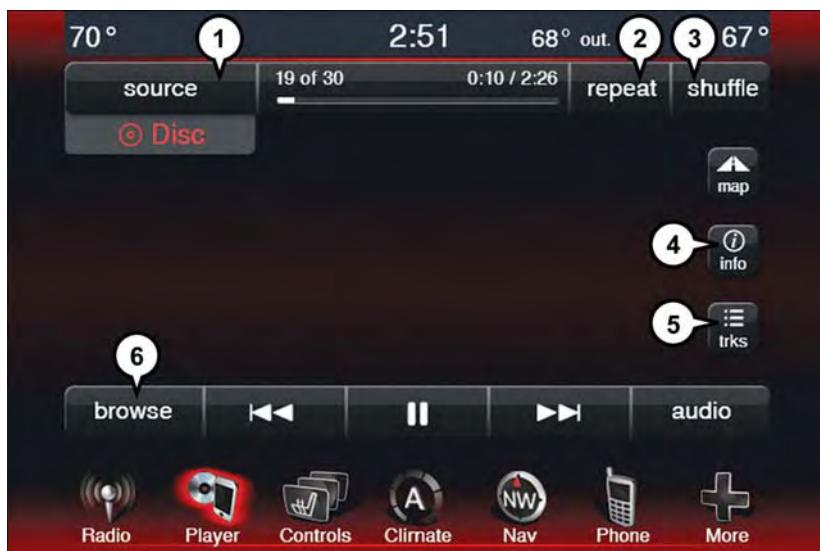 70° 1 2:51 68° out. 2 3 67°
source 19 of 30 0:10 / 2:26 repeat shuffle
Disc
map
4 info
5 trks
6
browse audio
A NW
Radio Player Controls Climate Nav Phone More